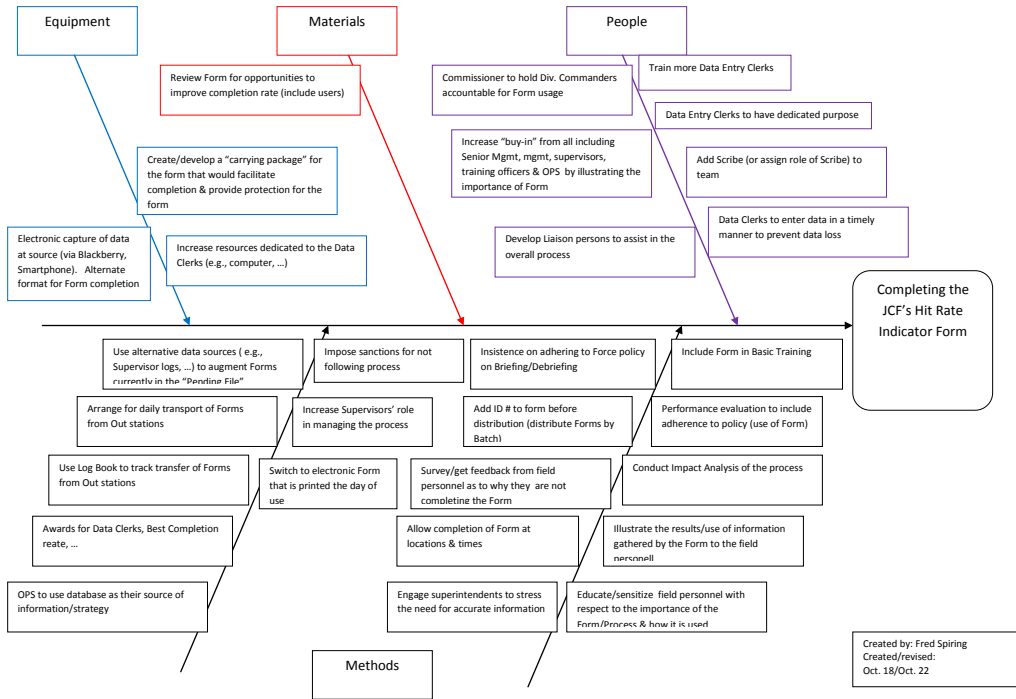 Equipment
Materials
People
Review Form for opportunities to
improve completion rate (include users)
Commissioner to hold Div. Commanders
accountable for Form usage
Train more Data Entry Clerks
Data Entry Clerks to have dedicated purpose
Create/develop a “carrying package” for
the form that would facilitate
completion & provide protection for the
form
Increase “buy-in” from all including
Senior Mgmt, mgmt, supervisors,
training officers & OPS by illustrating the
importance of Form
Add Scribe (or assign role of Scribe) to
team
Data Clerks to enter data in a timely
manner to prevent data loss
Electronic capture of data
at source (via Blackberry,
Smartphone). Alternate
format for Form completion
Increase resources dedicated to the Data
Clerks (e.g., computer, …)
Develop Liaison persons to assist in the
overall process
Completing the
JCF’s Hit Rate
Indicator Form
Use alternative data sources ( e.g.,
Supervisor logs, …) to augment Forms
currently in the “Pending File”
Impose sanctions for not
following process
Insistence on adhering to Force policy
on Briefing/Debriefing
Include Form in Basic Training
Arrange for daily transport of Forms
from Out stations
Increase Supervisors’ role
in managing the process
Add ID # to form before
distribution (distribute Forms by
Batch)
Performance evaluation to include
adherence to policy (use of Form)
Use Log Book to track transfer of Forms
from Out stations
Switch to electronic Form
that is printed the day of
use
Survey/get feedback from field
personnel as to why they are not
completing the Form
Conduct Impact Analysis of the process
Awards for Data Clerks, Best Completion
reate, …
Allow completion of Form at
locations & times
Illustrate the results/use of information
gathered by the Form to the field
personell
OPS to use database as their source of
information/strategy
Engage superintendents to stress
the need for accurate information
Educate/sensitize field personnel with
respect to the importance of the
Form/Process & how it is used
Methods
Created by: Fred Spiring
Created/revised:
Oct. 18/Oct. 22